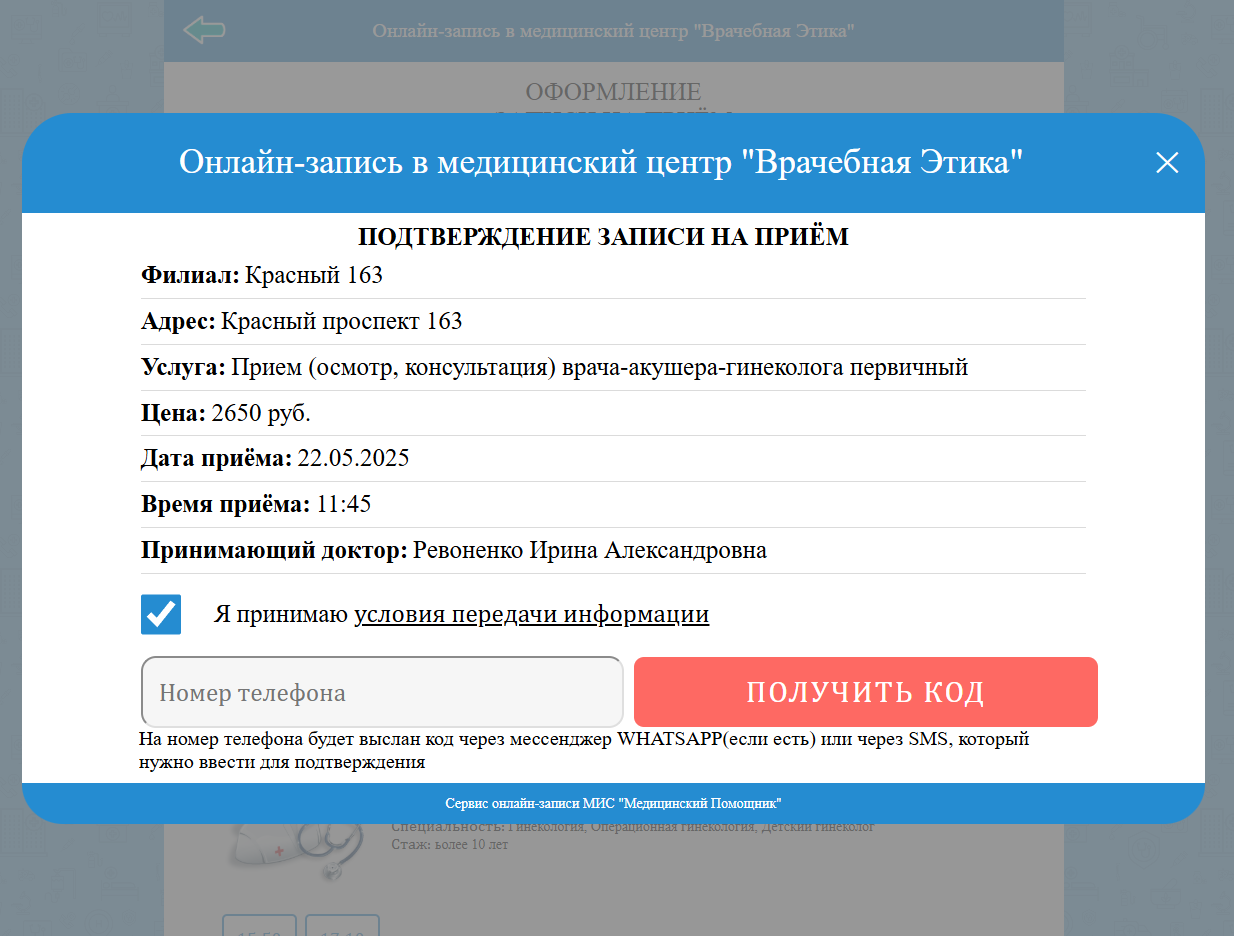 Онлайн-запись в медицинский центр "Врачебная Этика"
ОФОРМЛЕНИЕ
Онлайн-запись в медицинский центр "Врачебная Этика"
ПОДТВЕРЖДЕНИЕ ЗАПИСИ НА ПРИЁМ
Филиал: Красный 163
Адрес: Красный проспект 163
Услуга: Прием (осмотр, консультация) врача-акушера-гинеколога первичный
Цена: 2650 руб.
Дата приёма: 22.05.2025
Время приёма: 11:45
Принимающий доктор: Ревоненко Ирина Александровна
Я принимаю условия передачи информации
Номер телефона
ПОЛУЧИТЬ КОД
На номер телефона будет выслан код через мессенджер WHATSAPP(если есть) или через SMS, который
нужно ввести для подтверждения
Сервис онлайн-записи МИС "Медицинский Помощник"
Специальность: Гинекология, Операционная гинекология, Детский гинеколог
Стаж: более 10 лет